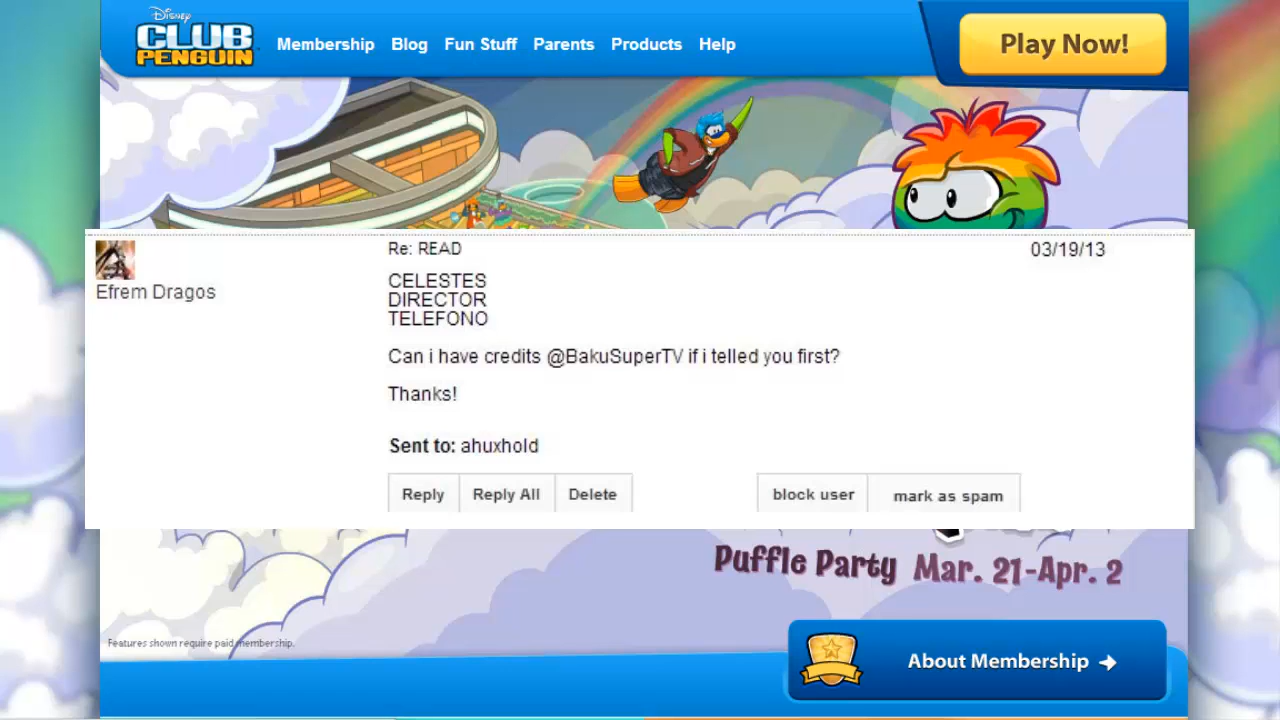 Disney
CLUB
PENGUIN
Membership Blog Fun Stuff Parents Products Help
Play Now!
Efrem Dragos
Re: READ
03/19/13
CELESTES
DIRECTOR
TELEFONO
Can i have credits @BakuSuperTV if i telled you first?
Thanks!
Sent to: ahuxhold
Reply Reply All Delete
block user mark as spam
Puffle Party Mar. 21-Apr. 2
Features shown require paid membership.
About Membership